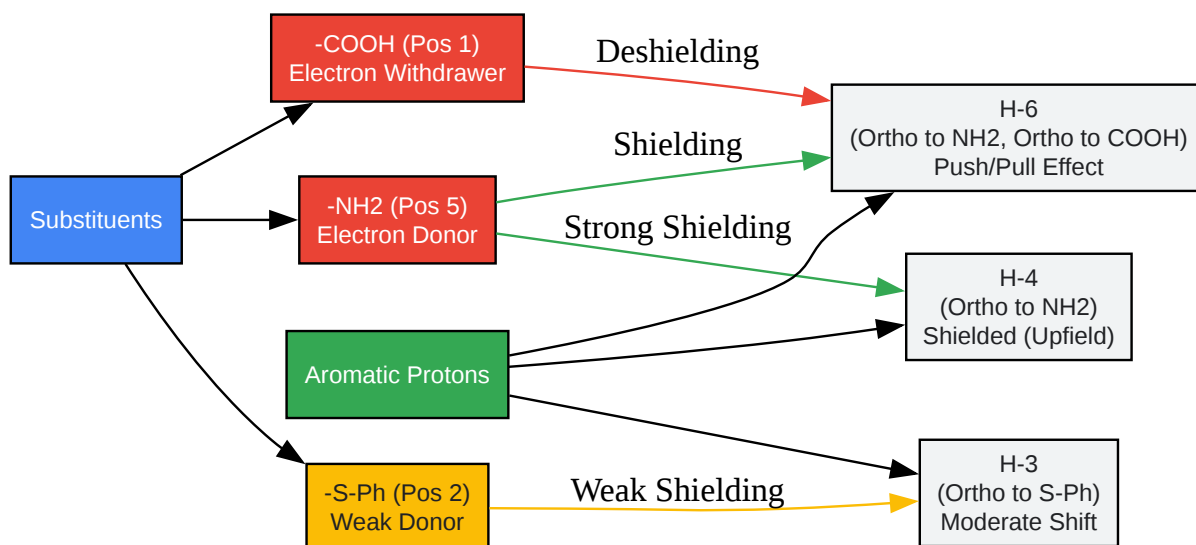 -COOH (Pos 1)
Electron Withdrawer
Deshielding
H-6
(Ortho to NH2, Ortho to COOH)
Push/Pull Effect
Substituents
-NH2 (Pos 5)
Electron Donor
Shielding
Strong Shielding
H-4
(Ortho to NH2)
Shielded (Upfield)
Aromatic Protons
-S-Ph (Pos 2)
Weak Donor
Weak Shielding
H-3
(Ortho to S-Ph)
Moderate Shift